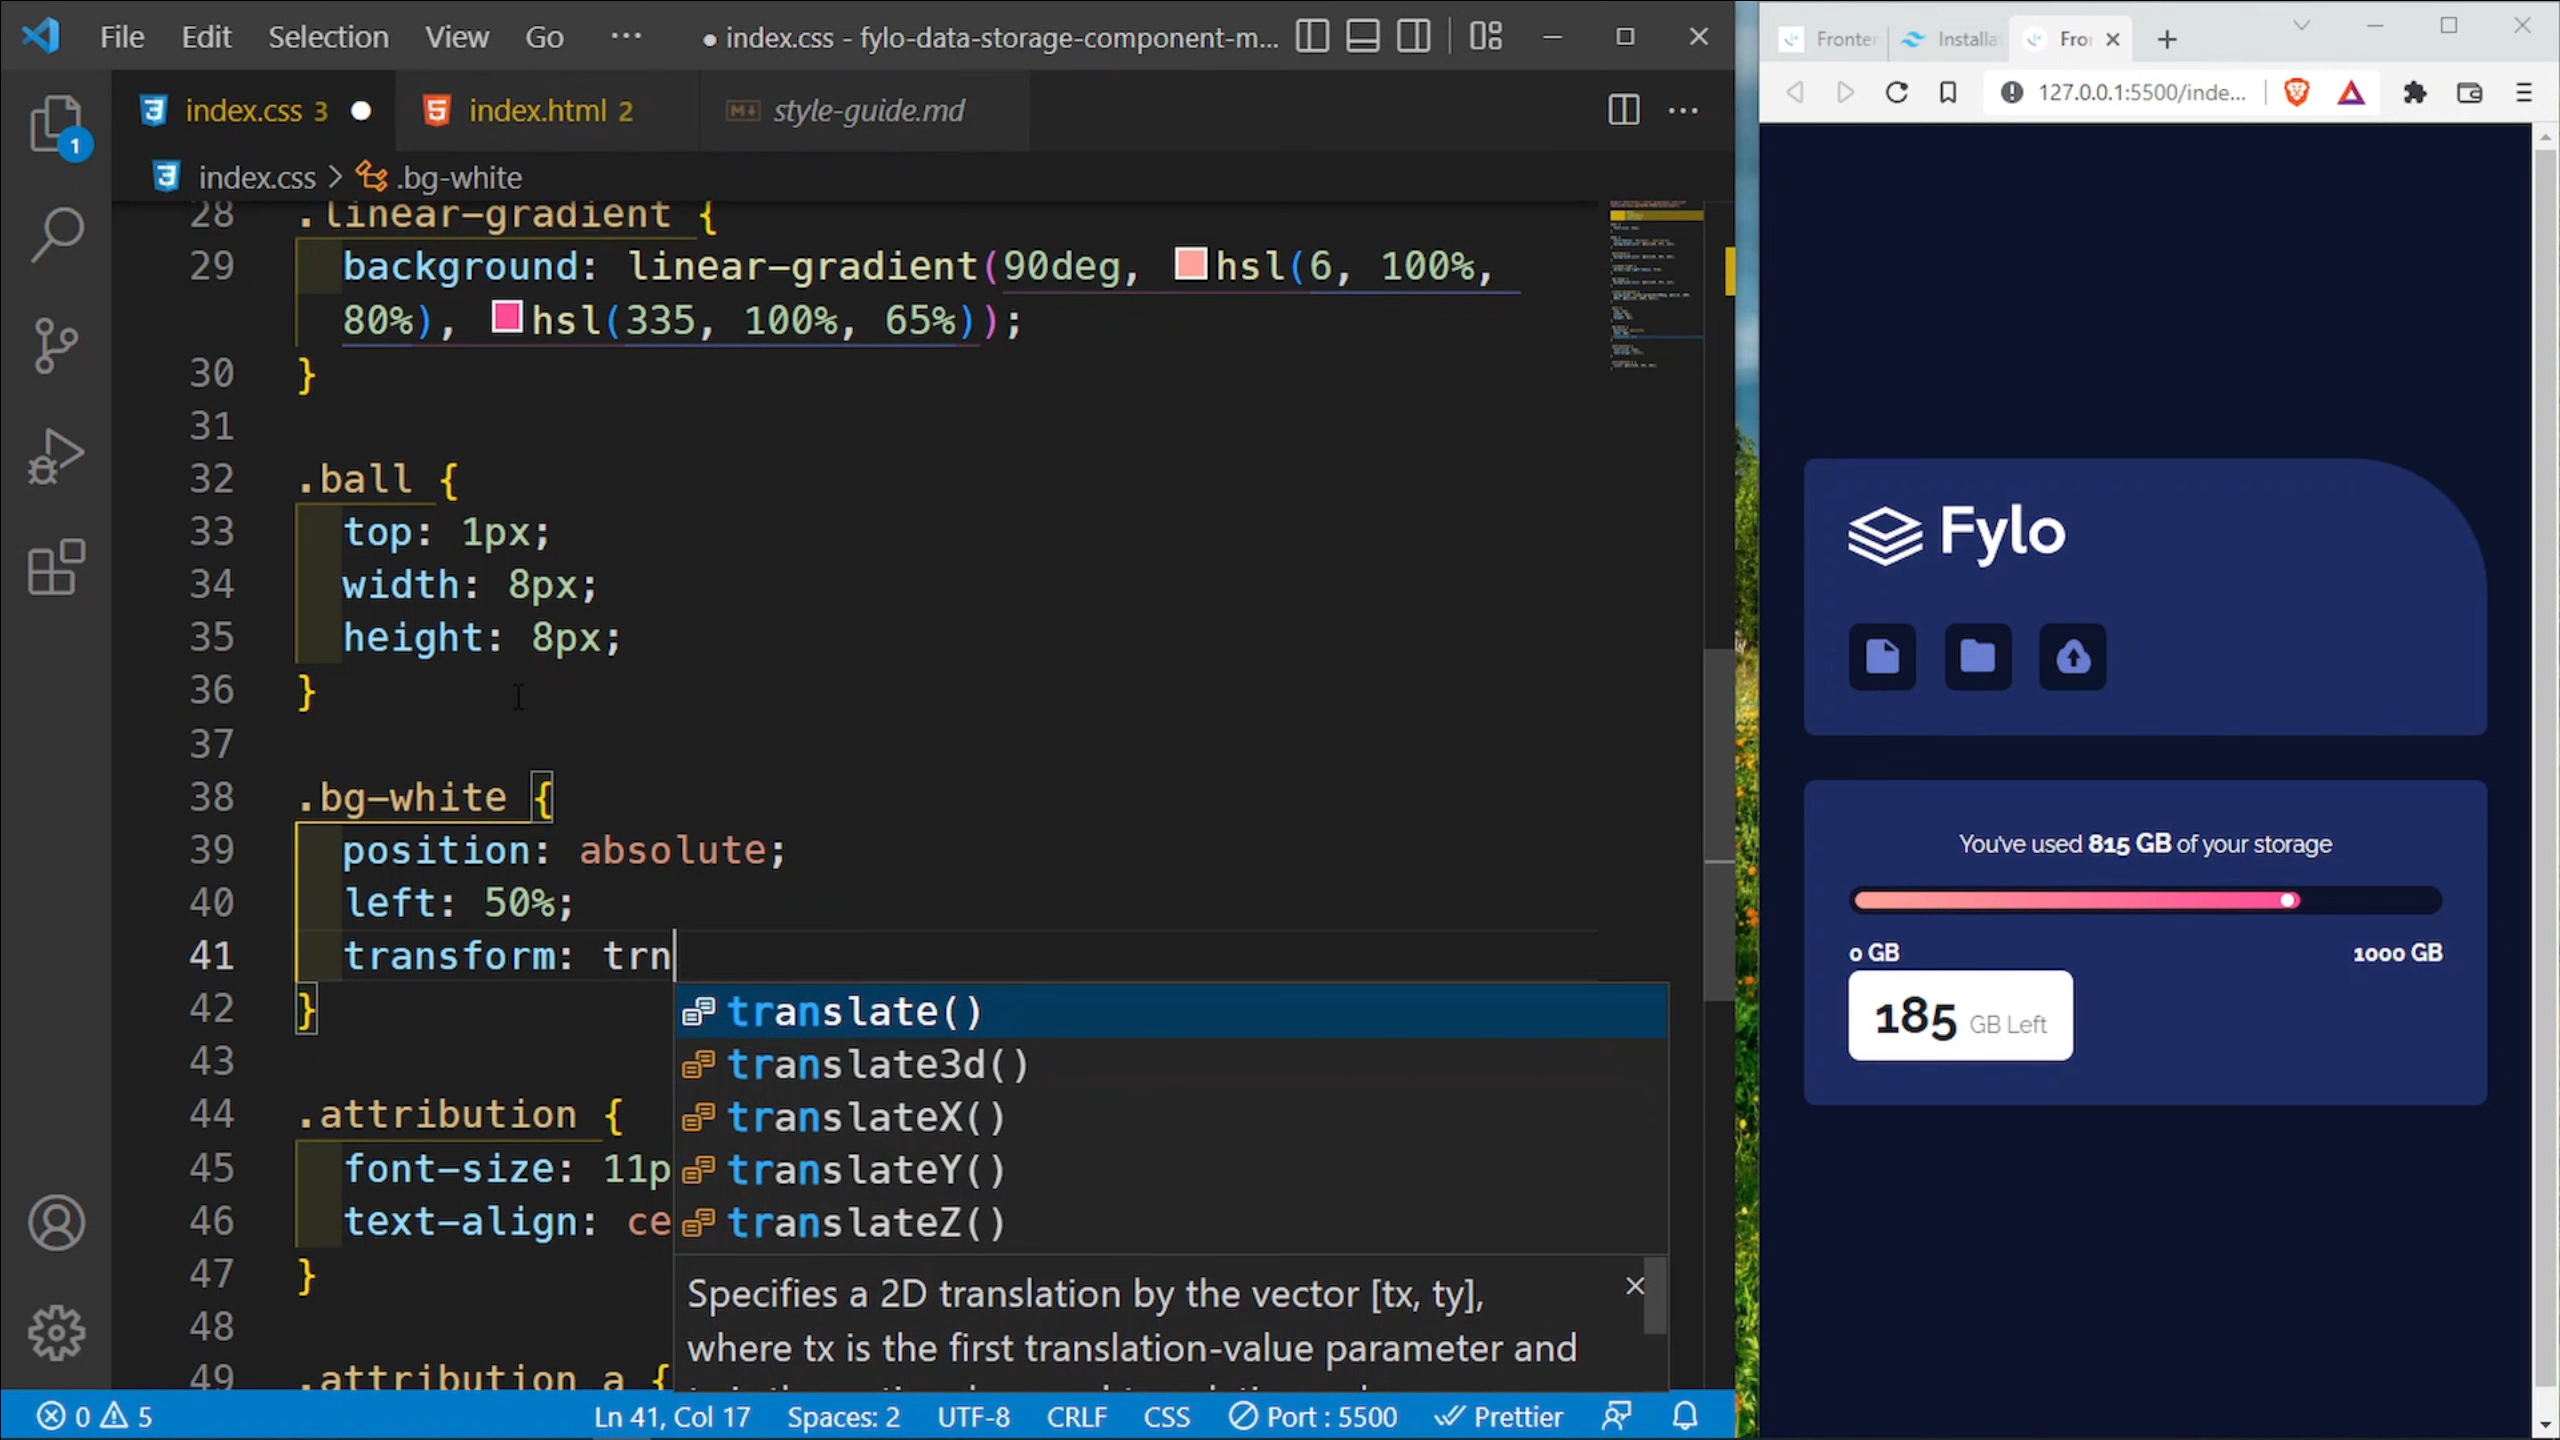 File Edit Selection View Go ··· ● index.css - fylo-data-storage-component-m...
index.css 3 index.html 2 style-guide.md
index.css > .bg-white
28 .linear-gradient {
29 background: linear-gradient(90deg, hsl(6, 100%,
80%), hsl(335, 100%, 65%));
30 }
31
32 .ball {
33 top: 1px;
34 width: 8px;
35 height: 8px;
36 }
37
38 .bg-white {
39 position: absolute;
40 left: 50%;
41 transform: trn
42 }
43
44 .attribution {
45 font-size: 11p
46 text-align: ce
47 }
48
49 .attribution a {
translate()
translate3d()
translateX()
translateY()
translateZ()
Specifies a 2D translation by the vector [tx, ty],
where tx is the first translation-value parameter and
1
0 5 Ln 41, Col 17 Spaces: 2 UTF-8 CRLF CSS Port : 5500 Prettier
Fronten Installa Fro
127.0.0.1:5500/inde...
Fylo
You've used 815 GB of your storage
0 GB 1000 GB
185 GB Left